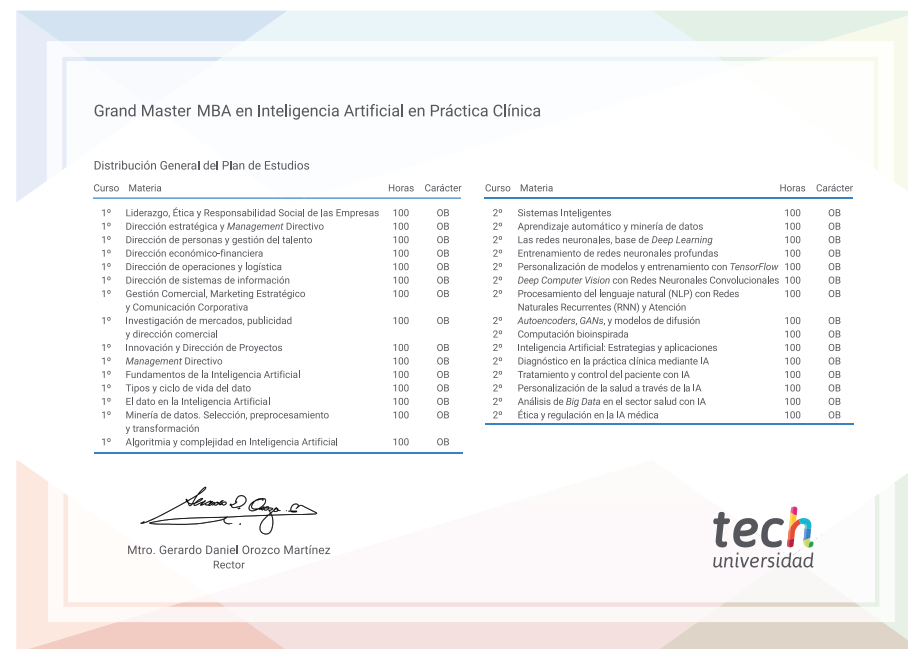 Grand Master MBA en Inteligencia Artificial en Práctica Clínica
Distribución General del Plan de Estudios
Curso Materia Horas Carácter
1º Liderazgo, Ética y Responsabilidad Social de las Empresas 100 OB
1º Dirección estratégica y Management Directivo 100 OB
1º Dirección de personas y gestión del talento 100 OB
1º Dirección económico-financiera 100 OB
1º Dirección de operaciones y logística 100 OB
1º Dirección de sistemas de información 100 OB
1º Gestión Comercial, Marketing Estratégico 100 OB
y Comunicación Corporativa
1º Investigación de mercados, publicidad 100 OB
y dirección comercial
1º Innovación y Dirección de Proyectos 100 OB
1º Management Directivo 100 OB
1º Fundamentos de la Inteligencia Artificial 100 OB
1º Tipos y ciclo de vida del dato 100 OB
1º El dato en la Inteligencia Artificial 100 OB
1º Minería de datos. Selección, preprocesamiento 100 OB
y transformación
1º Algoritmia y complejidad en Inteligencia Artificial 100 OB
Curso Materia Horas Carácter
2º Sistemas Inteligentes 100 OB
2º Aprendizaje automático y minería de datos 100 OB
2º Las redes neuronales, base de Deep Learning 100 OB
2º Entrenamiento de redes neuronales profundas 100 OB
2º Personalización de modelos y entrenamiento con TensorFlow 100 OB
2º Deep Computer Vision con Redes Neuronales Convolucionales 100 OB
2º Procesamiento del lenguaje natural (NLP) con Redes 100 OB
Naturales Recurrentes (RNN) y Atención
2º Autoencoders, GANs, y modelos de difusión 100 OB
2º Computación bioinspirada 100 OB
2º Inteligencia Artificial: Estrategias y aplicaciones 100 OB
2º Diagnóstico en la práctica clínica mediante IA 100 OB
2º Tratamiento y control del paciente con IA 100 OB
2º Personalización de la salud a través de la IA 100 OB
2º Análisis de Big Data en el sector salud con IA 100 OB
2º Ética y regulación en la IA médica 100 OB
Mtro. Gerardo Daniel Orozco Martínez
Rector
tech
universidad